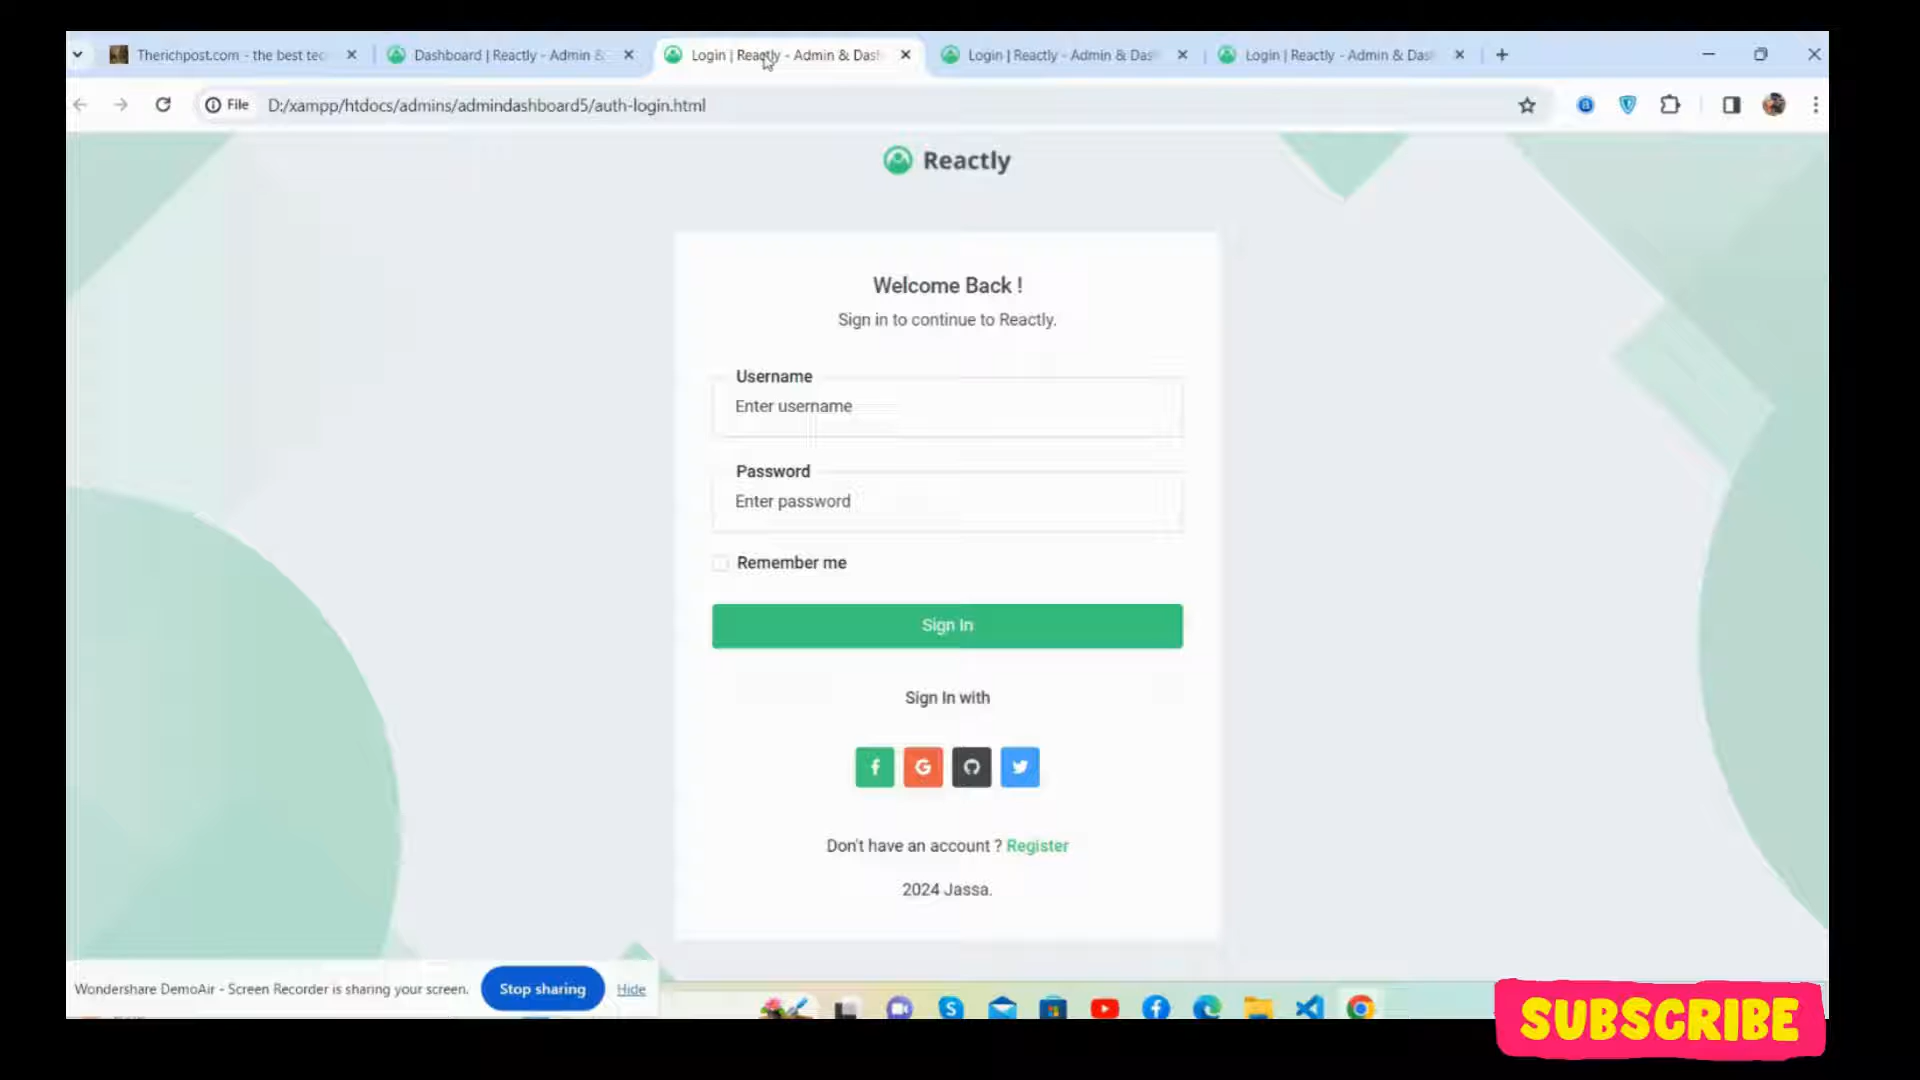 Therichpost.com - the best tec
Dashboard | Reactly - Admin &
Login | Reactly - Admin & Das
Login | Reactly - Admin & Das
Login | Reactly - Admin & Das
File
D:/xampp/htdocs/admins/admindashboard5/auth-login.html
Reactly
Welcome Back !
Sign in to continue to Reactly.
Username
Enter username
Password
Enter password
Remember me
Sign In
Sign In with
f G
Don't have an account ? Register
2024 Jassa.
Wondershare DemoAir - Screen Recorder is sharing your screen.
Stop sharing
Hide
SUBSCRIBE